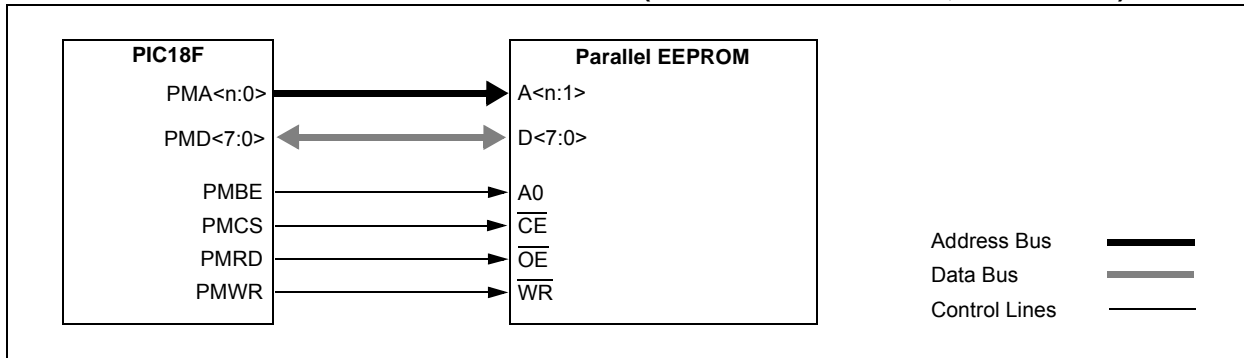 PIC18F
Parallel EEPROM
PMA<n:0>
A<n:1>
PMD<7:0>
D<7:0>
PMBE
A0
PMCS
CE
PMRD
OE
PMWR
WR
Address Bus
Data Bus
Control Lines